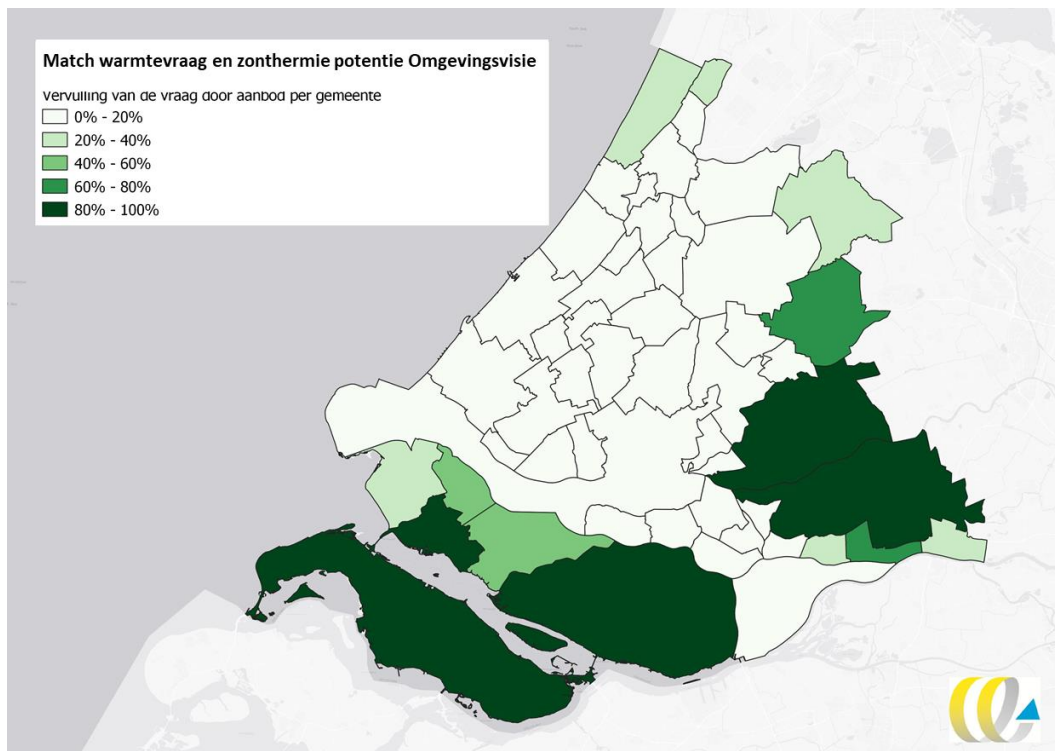 Match warmtevraag en zonthermie potentie Omgevingsvisie
Vervulling van de vraag door aanbod per gemeente
0% - 20%
20% - 40%
40% - 60%
60% - 80%
80% - 100%